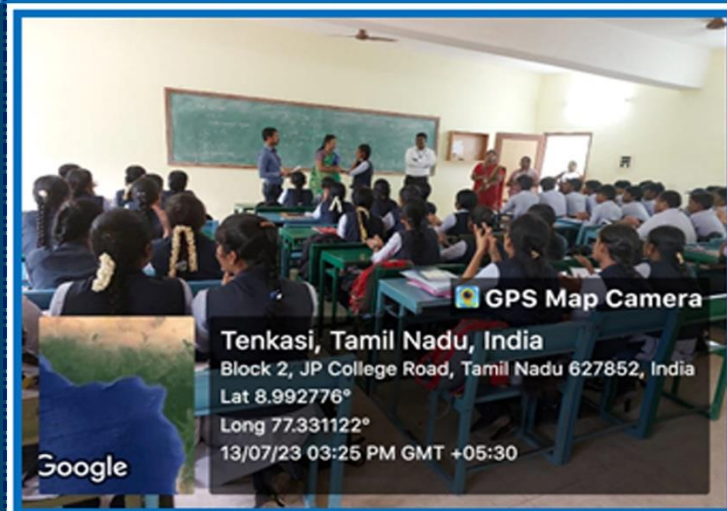 GPS Map Camera
Tenkasi, Tamil Nadu, India
Block 2, JP College Road, Tamil Nadu 627852, India
Lat 8.992776°
Long 77.331122°
13/07/23 03:25 PM GMT +05:30
Google